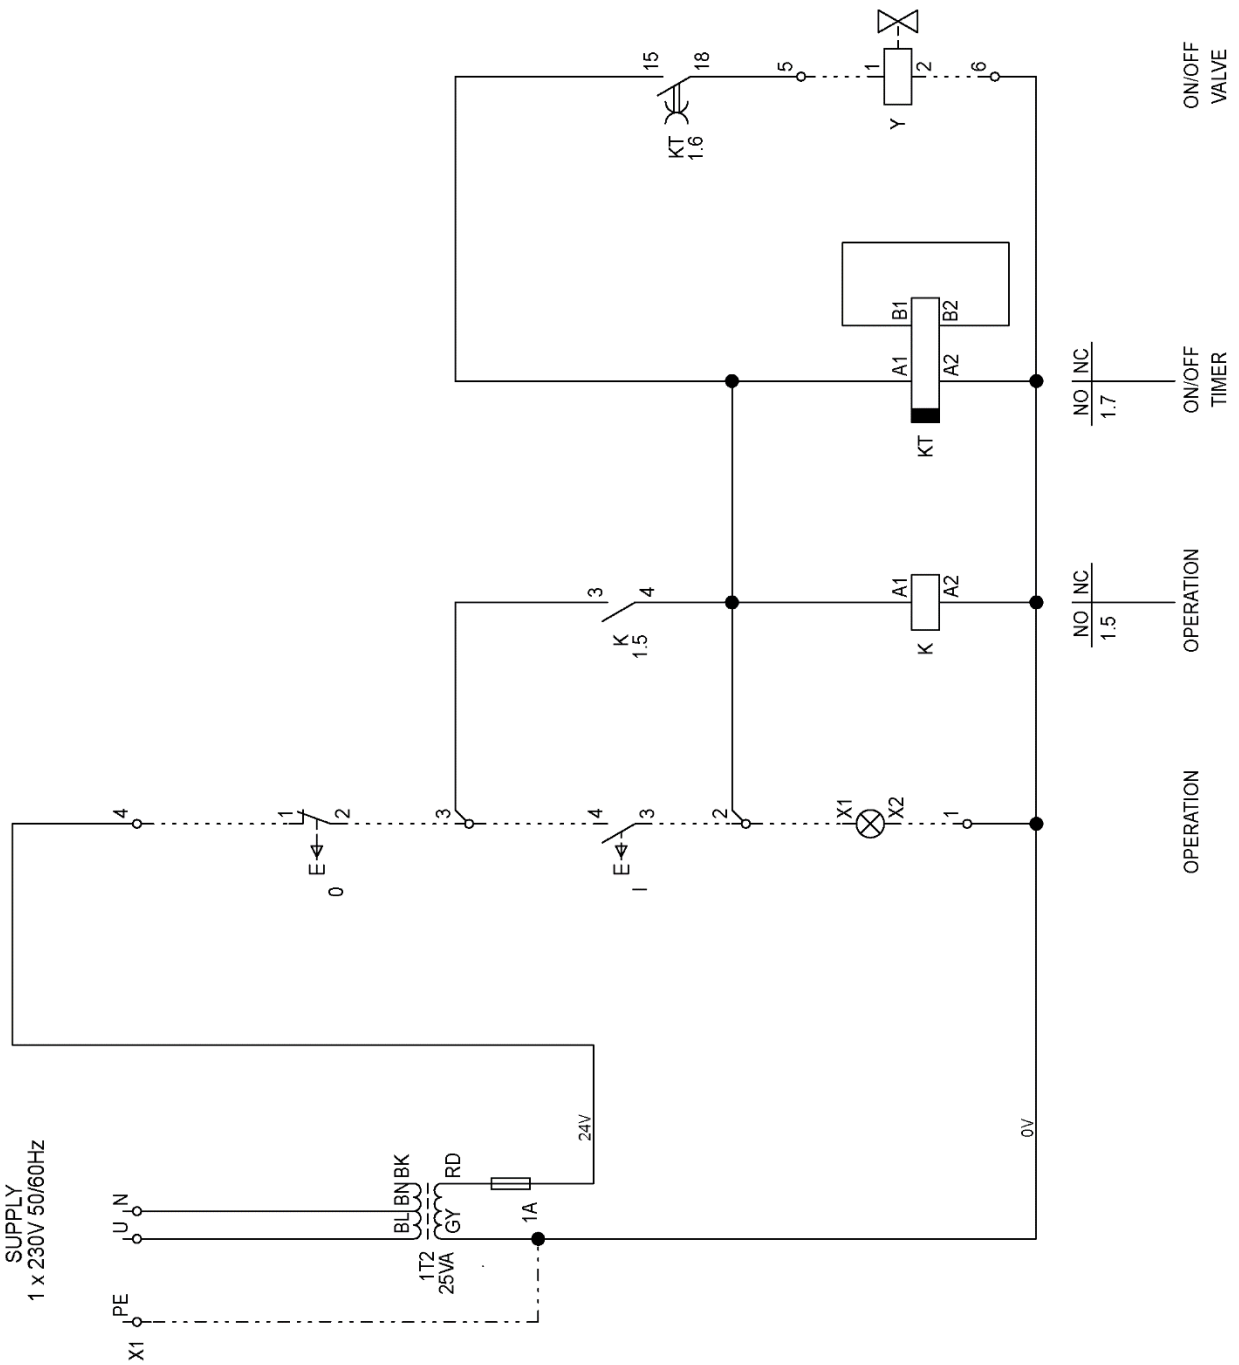 SUPPLY
1 x 230V 50/60Hz
X1
PE
U
N
1T2
25VA
BL
BN
BK
GY
RD
1A
24V
0V
4
1
2
E
0
3
4
3
E
I
2
X1
X2
1
OPERATION
3
4
K
1.5
A1
A2
K
NO
NC
1.5
OPERATION
A1
A2
B1
B2
KT
NO
NC
1.7
ON/OFF
TIMER
15
18
KT
1.6
5
1
2
6
Y
ON/OFF
VALVE